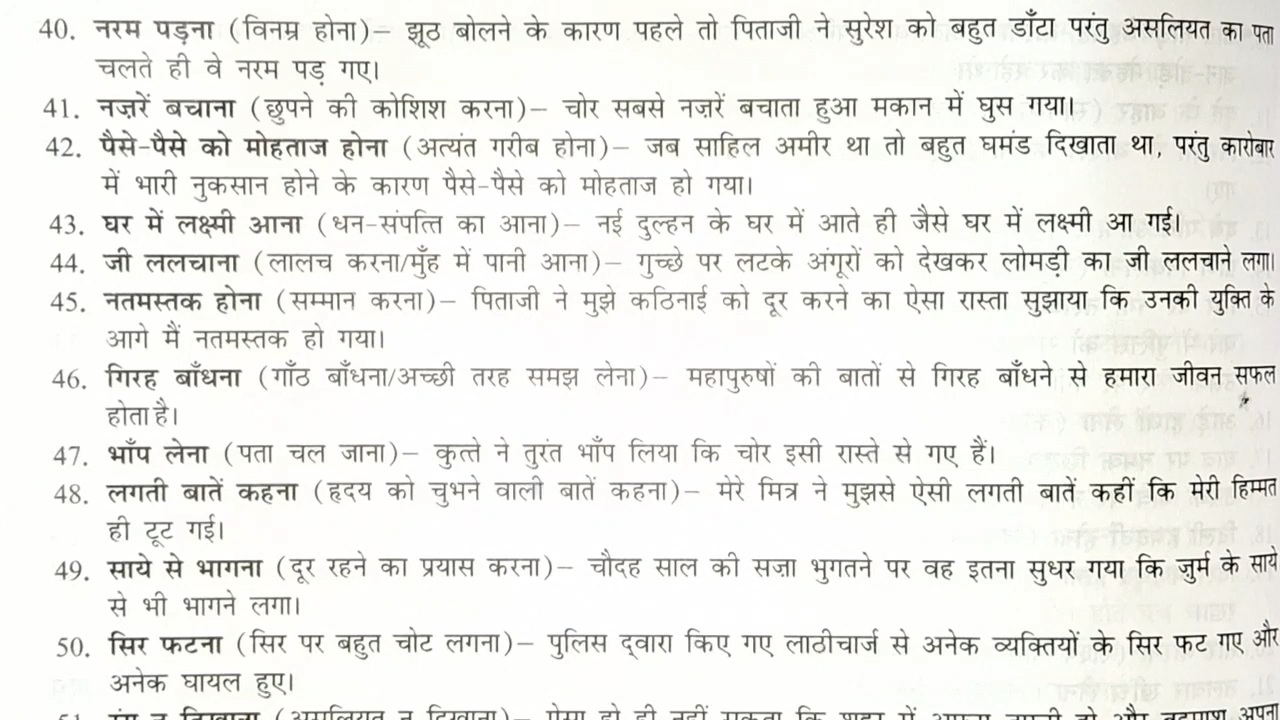 40. नरम पड़ना (विनम्र होना)– झूठ बोलने के कारण पहले तो पिताजी ने सुरेश को बहुत डाँटा परंतु असलियत का पता
चलते ही वे नरम पड़ गए।
41. नज़रें बचाना (छुपने की कोशिश करना)– चोर सबसे नज़रें बचाता हुआ मकान में घुस गया।
42. पैसे-पैसे को मोहताज होना (अत्यंत गरीब होना)– जब साहिल अमीर था तो बहुत घमंड दिखाता था, परंतु कारोबार
में भारी नुकसान होने के कारण पैसे-पैसे को मोहताज हो गया।
43. घर में लक्ष्मी आना (धन-संपत्ति का आना)– नई दुल्हन के घर में आते ही जैसे घर में लक्ष्मी आ गई।
44. जी ललचाना (लालच करना/मुँह में पानी आना)– गुच्छे पर लटके अंगूरों को देखकर लोमड़ी का जी ललचाने लगा।
45. नतमस्तक होना (सम्मान करना)– पिताजी ने मुझे कठिनाई को दूर करने का ऐसा रास्ता सुझाया कि उनकी युक्ति के
आगे मैं नतमस्तक हो गया।
46. गिरह बाँधना (गाँठ बाँधना/अच्छी तरह समझ लेना)– महापुरुषों की बातों से गिरह बाँधने से हमारा जीवन सफल
होता है।
47. भाँप लेना (पता चल जाना)– कुत्ते ने तुरंत भाँप लिया कि चोर इसी रास्ते से गए हैं।
48. लगती बातें कहना (हृदय को चुभने वाली बातें कहना)– मेरे मित्र ने मुझसे ऐसी लगती बातें कहीं कि मेरी हिम्मत
ही टूट गई।
49. साये से भागना (दूर रहने का प्रयास करना)– चौदह साल की सज़ा भुगतने पर वह इतना सुधर गया कि जुर्म के साये
से भी भागने लगा।
50. सिर फटना (सिर पर बहुत चोट लगना)– पुलिस द्वारा किए गए लाठीचार्ज से अनेक व्यक्तियों के सिर फट गए और
अनेक घायल हुए।